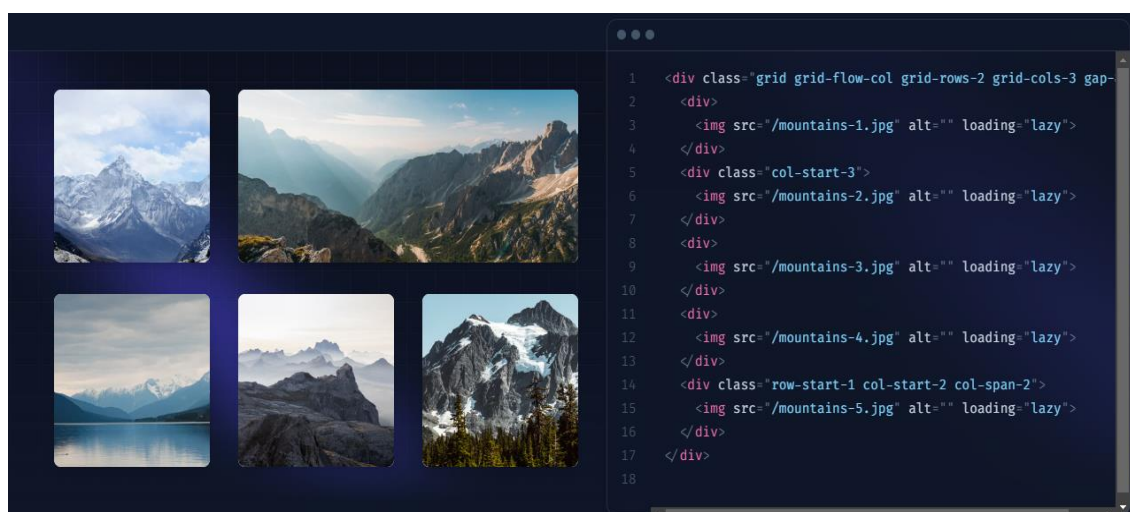 1 <div class="grid grid-flow-col grid-rows-2 grid-cols-3 gap-
2 <div>
3 <img src="/mountains-1.jpg" alt="" loading="lazy">
4 </div>
5 <div class="col-start-3">
6 <img src="/mountains-2.jpg" alt="" loading="lazy">
7 </div>
8 <div>
9 <img src="/mountains-3.jpg" alt="" loading="lazy">
10 </div>
11 <div>
12 <img src="/mountains-4.jpg" alt="" loading="lazy">
13 </div>
14 <div class="row-start-1 col-start-2 col-span-2">
15 <img src="/mountains-5.jpg" alt="" loading="lazy">
16 </div>
17 </div>
18